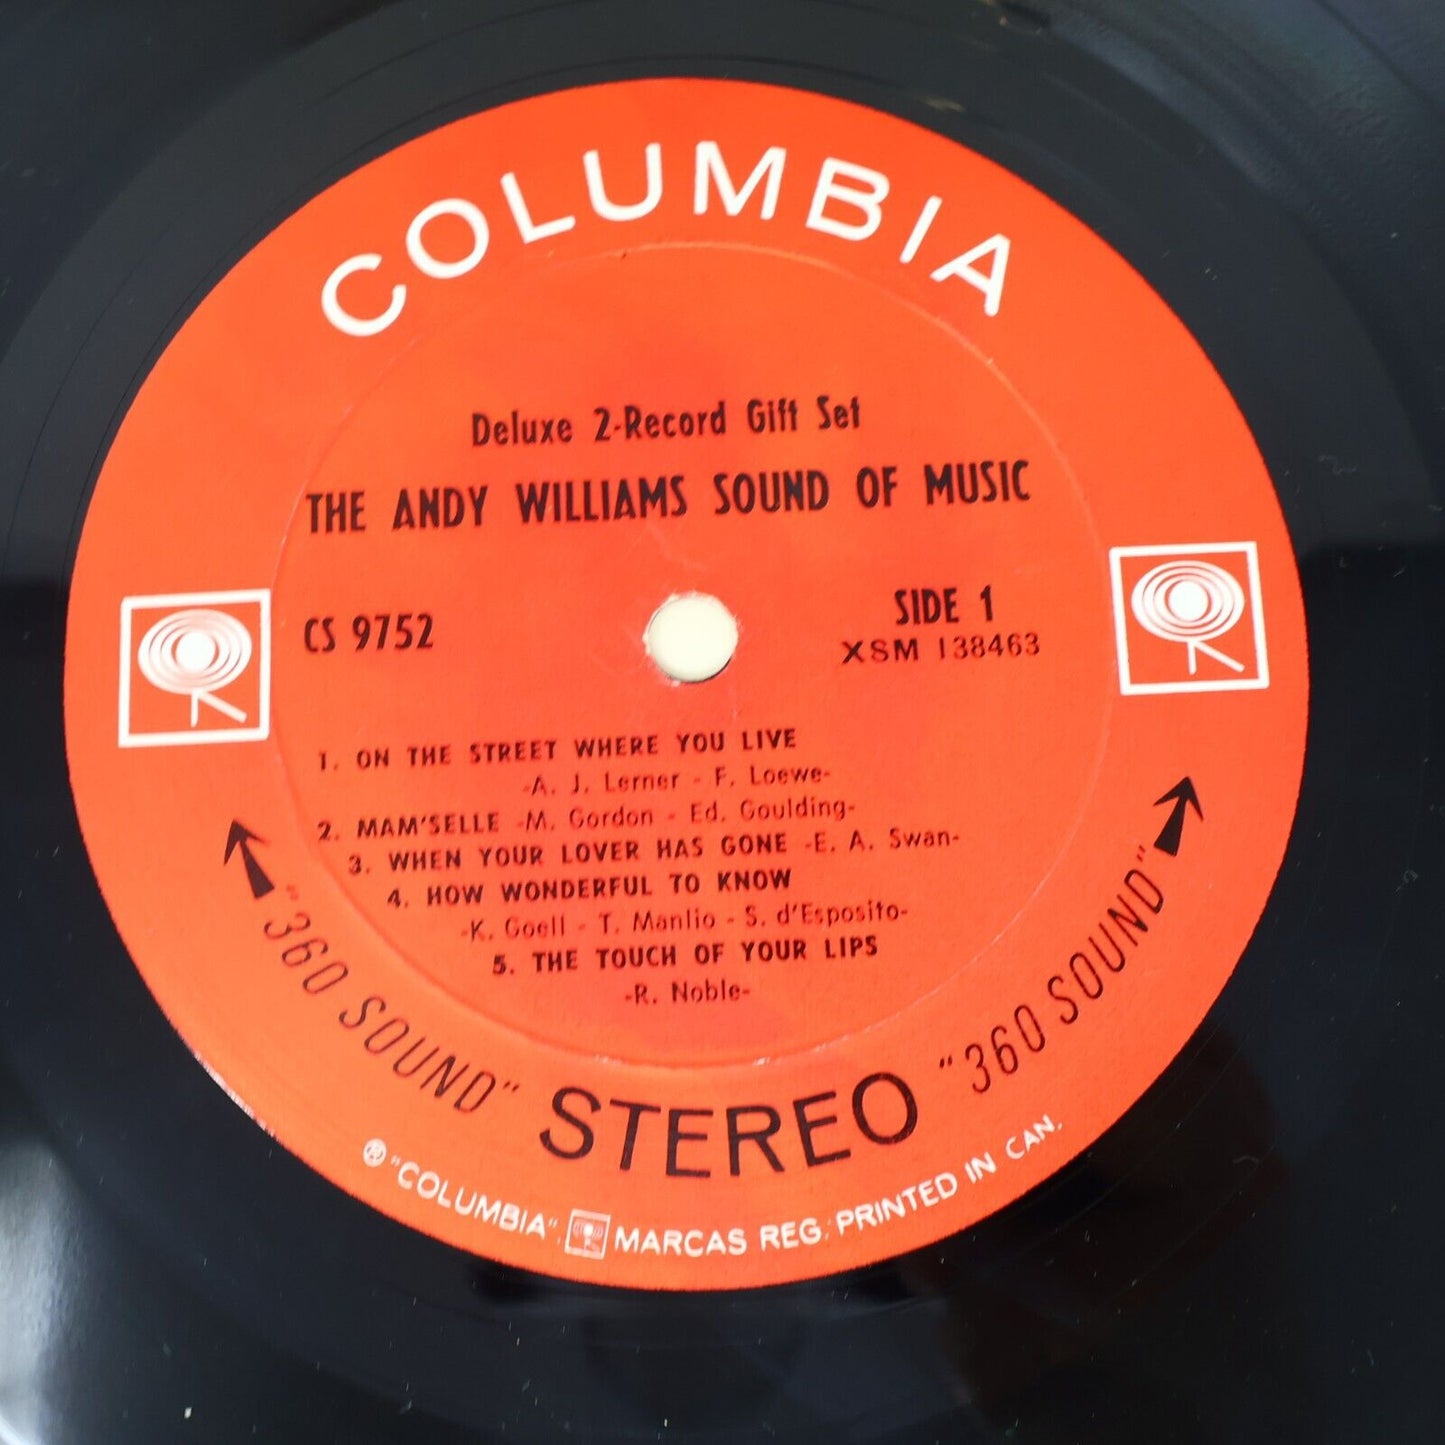 COLUMBIA
Deluxe 2-Record Gift Set
THE ANDY WILLIAMS SOUND OF MUSIC
CS 9752
SIDE 1
XSM 138463
1. ON THE STREET WHERE YOU LIVE
-A. J. Lerner - F. Loewe-
2. MAM'SELLE -M. Gordon - Ed. Goulding-
3. WHEN YOUR LOVER HAS GONE -E. A. Swan-
4. HOW WONDERFUL TO KNOW
-K. Goell - T. Manlio - S. d'Esposito-
5. THE TOUCH OF YOUR LIPS
-R. Noble-
"360 SOUND" STEREO "360 SOUND"
® "COLUMBIA", MARCAS REG. PRINTED IN CAN.